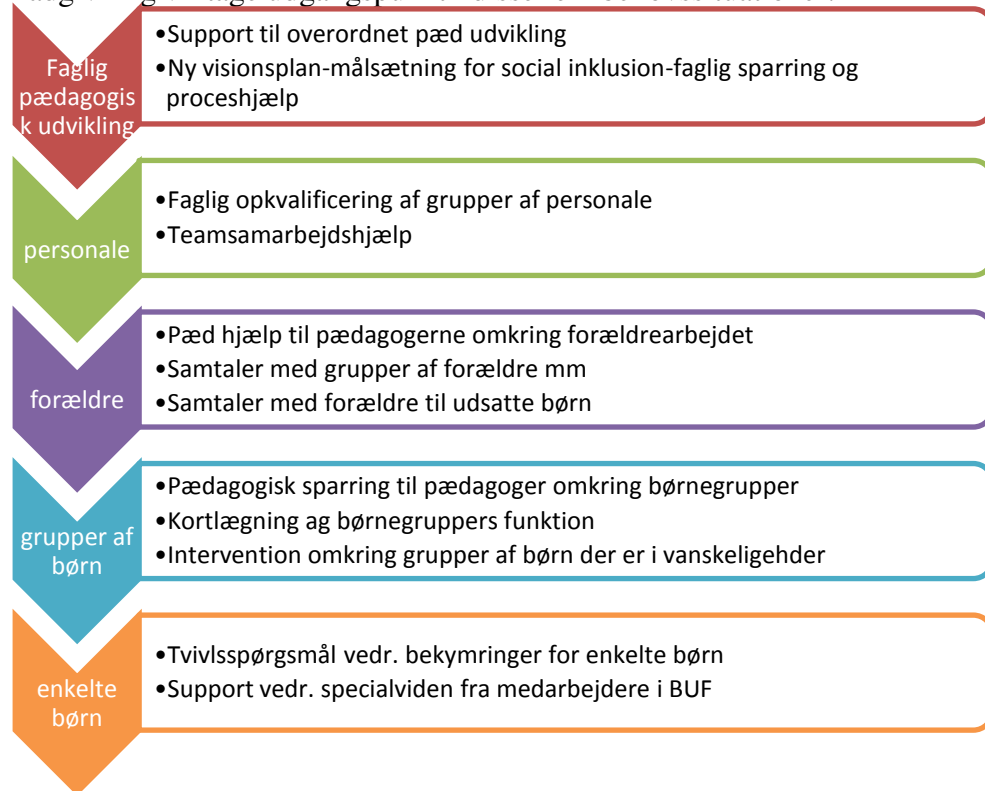 Faglig
pædagogis
k udvikling
•Support til overordnet pæd udvikling
•Ny visionsplan-målsætning for social inklusion-faglig sparring og
proceshjælp
personale
•Faglig opkvalificering af grupper af personale
•Teamsamarbejdshjælp
forældre
•Pæd hjælp til pædagogerne omkring forældrearbejdet
•Samtaler med grupper af forældre mm
•Samtaler med forældre til udsatte børn
grupper af
børn
•Pædagogisk sparring til pædagoger omkring børnegrupper
•Kortlægning ag børnegruppers funktion
•Intervention omkring grupper af børn der er i vanskeligehder
enkelte
børn
•Tvivlsspørgsmål vedr. bekymringer for enkelte børn
•Support vedr. specialviden fra medarbejdere i BUF